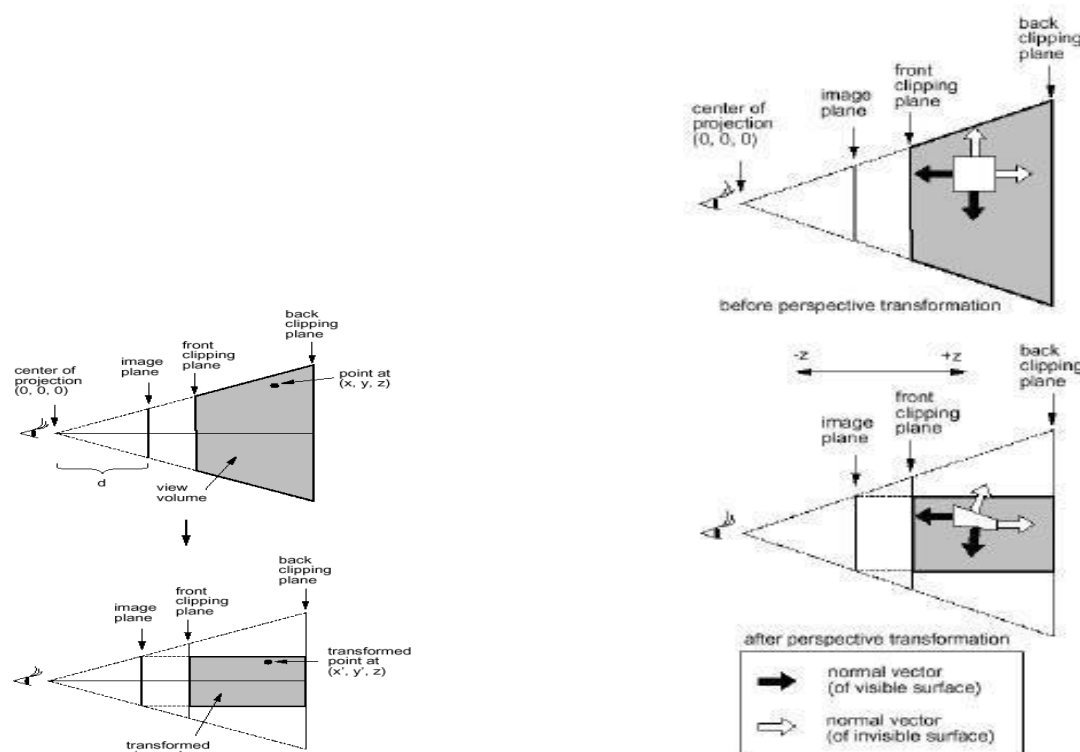 center of
projection
(0, 0, 0)
image
plane
front
clipping
plane
back
clipping
plane
point at
(x, y, z)
d
view
volume
image
plane
front
clipping
plane
back
clipping
plane
transformed
point at
(x', y', z)
transformed
center of
projection
(0, 0, 0)
image
plane
front
clipping
plane
back
clipping
plane
before perspective transformation
-z
+z
image
plane
front
clipping
plane
back
clipping
plane
after perspective transformation
normal vector
(of visible surface)
normal vector
(of invisible surface)